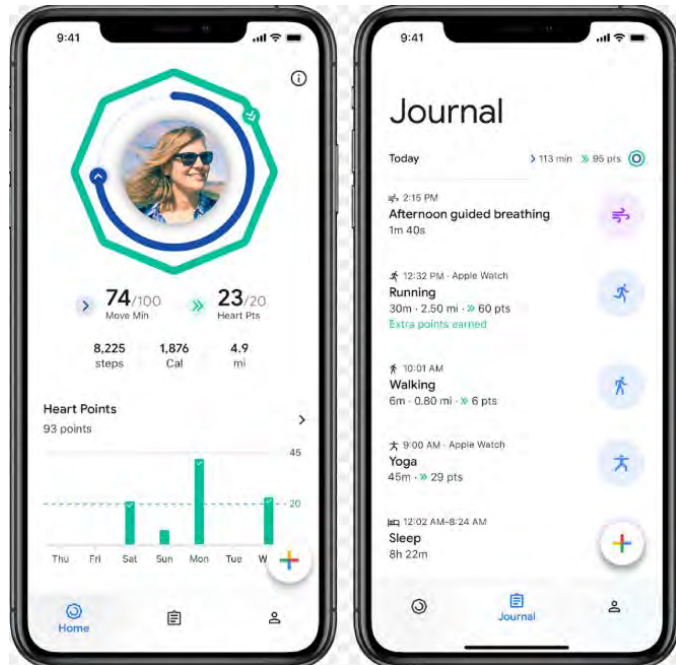 9:41
74/100
Move Min
23/20
Heart Pts
8,225
steps
1,876
Cal
4.9
mi
Heart Points
93 points
45
20
Thu Fri Sat Sun Mon Tue W
Home
9:41
Journal
Today
113 min
95 pts
2:15 PM
Afternoon guided breathing
1m 40s
12:32 PM · Apple Watch
Running
30m · 2.50 mi · 60 pts
Extra points earned
10:01 AM
Walking
6m · 0.80 mi · 6 pts
9:00 AM · Apple Watch
Yoga
45m · 29 pts
12:02 AM–8:24 AM
Sleep
8h 22m
Journal